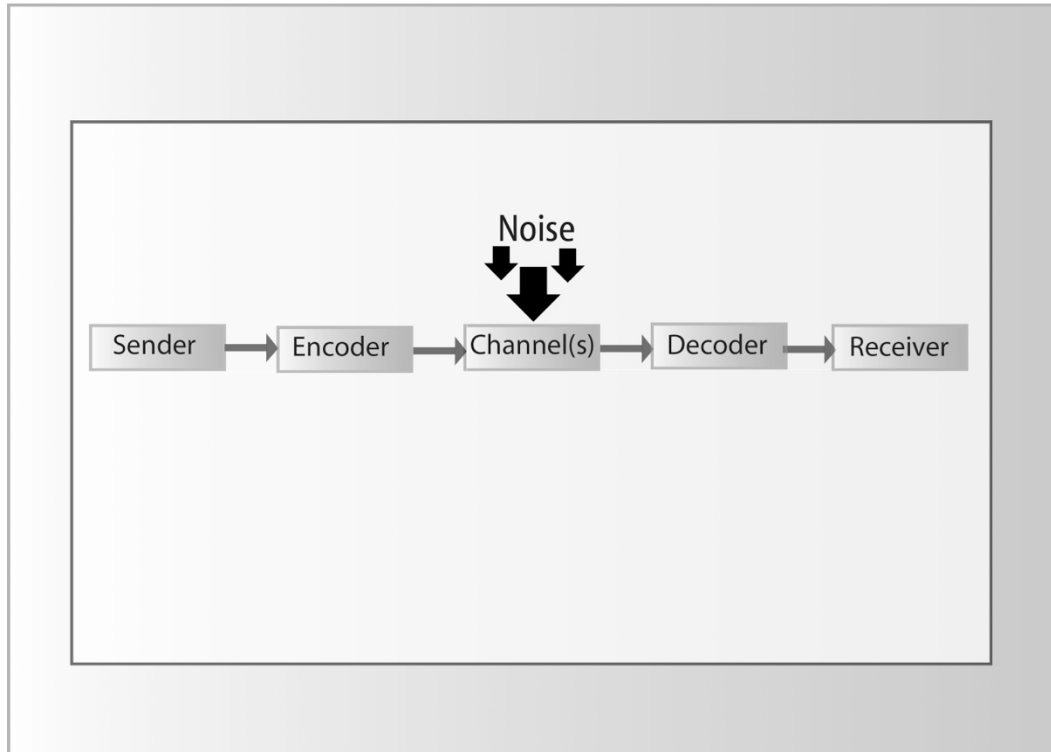 Noise
Sender
Encoder
Channel(s)
Decoder
Receiver